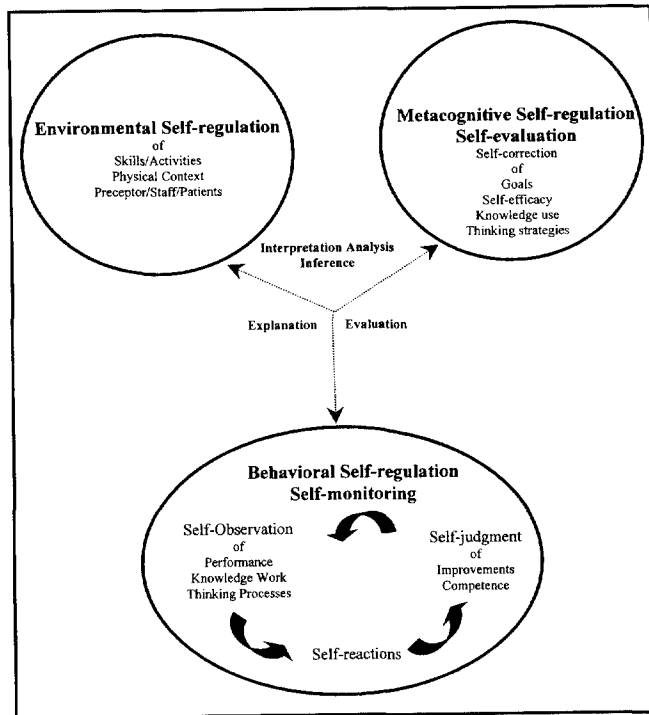 Environmental Self-regulation
of
Skills/Activities
Physical Context
Preceptor/Staff/Patients
Metacognitive Self-regulation
Self-evaluation
Self-correction
of
Goals
Self-efficacy
Knowledge use
Thinking strategies
Interpretation Analysis
Inference
Explanation
Evaluation
Behavioral Self-regulation
Self-monitoring
Self-Observation
of
Performance
Knowledge Work
Thinking Processes
Self-judgment
of
Improvements
Competence
Self-reactions